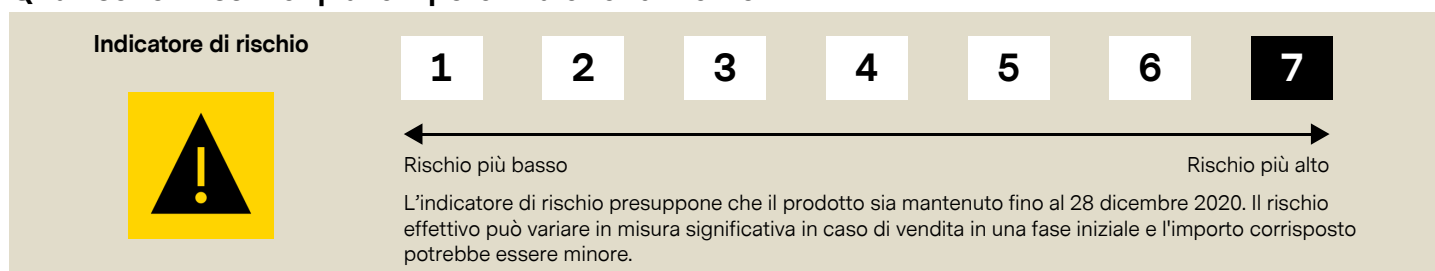 Indicatore di rischio
1 2 3 4 5 6 7
Rischio più basso Rischio più alto
L'indicatore di rischio presuppone che il prodotto sia mantenuto fino al 28 dicembre 2020. Il rischio
effettivo può variare in misura significativa in caso di vendita in una fase iniziale e l'importo corrisposto
potrebbe essere minore.